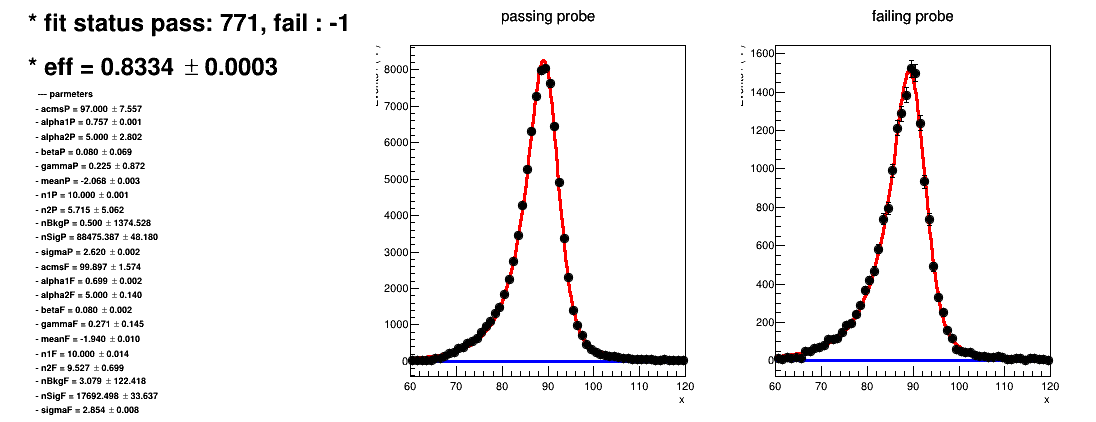 * fit status pass: 771, fail : -1
* eff = 0.8334 ± 0.0003
--- parmeters
- acmsP = 97.000 ± 7.557
- alpha1P = 0.757 ± 0.001
- alpha2P = 5.000 ± 2.802
- betaP = 0.080 ± 0.069
- gammaP = 0.225 ± 0.872
- meanP = -2.068 ± 0.003
- n1P = 10.000 ± 0.001
- n2P = 5.715 ± 5.062
- nBkgP = 0.500 ± 1374.528
- nSigP = 88475.387 ± 48.180
- sigmaP = 2.620 ± 0.002
- acmsF = 99.897 ± 1.574
- alpha1F = 0.699 ± 0.002
- alpha2F = 5.000 ± 0.140
- betaF = 0.080 ± 0.002
- gammaF = 0.271 ± 0.145
- meanF = -1.940 ± 0.010
- n1F = 10.000 ± 0.014
- n2F = 9.527 ± 0.699
- nBkgF = 3.079 ± 122.418
- nSigF = 17692.498 ± 33.637
- sigmaF = 2.854 ± 0.008
passing probe
8000
7000
6000
5000
4000
3000
2000
1000
0
60 70 80 90 100 110 120
x
failing probe
1600
1400
1200
1000
800
600
400
200
0
60 70 80 90 100 110 120
x